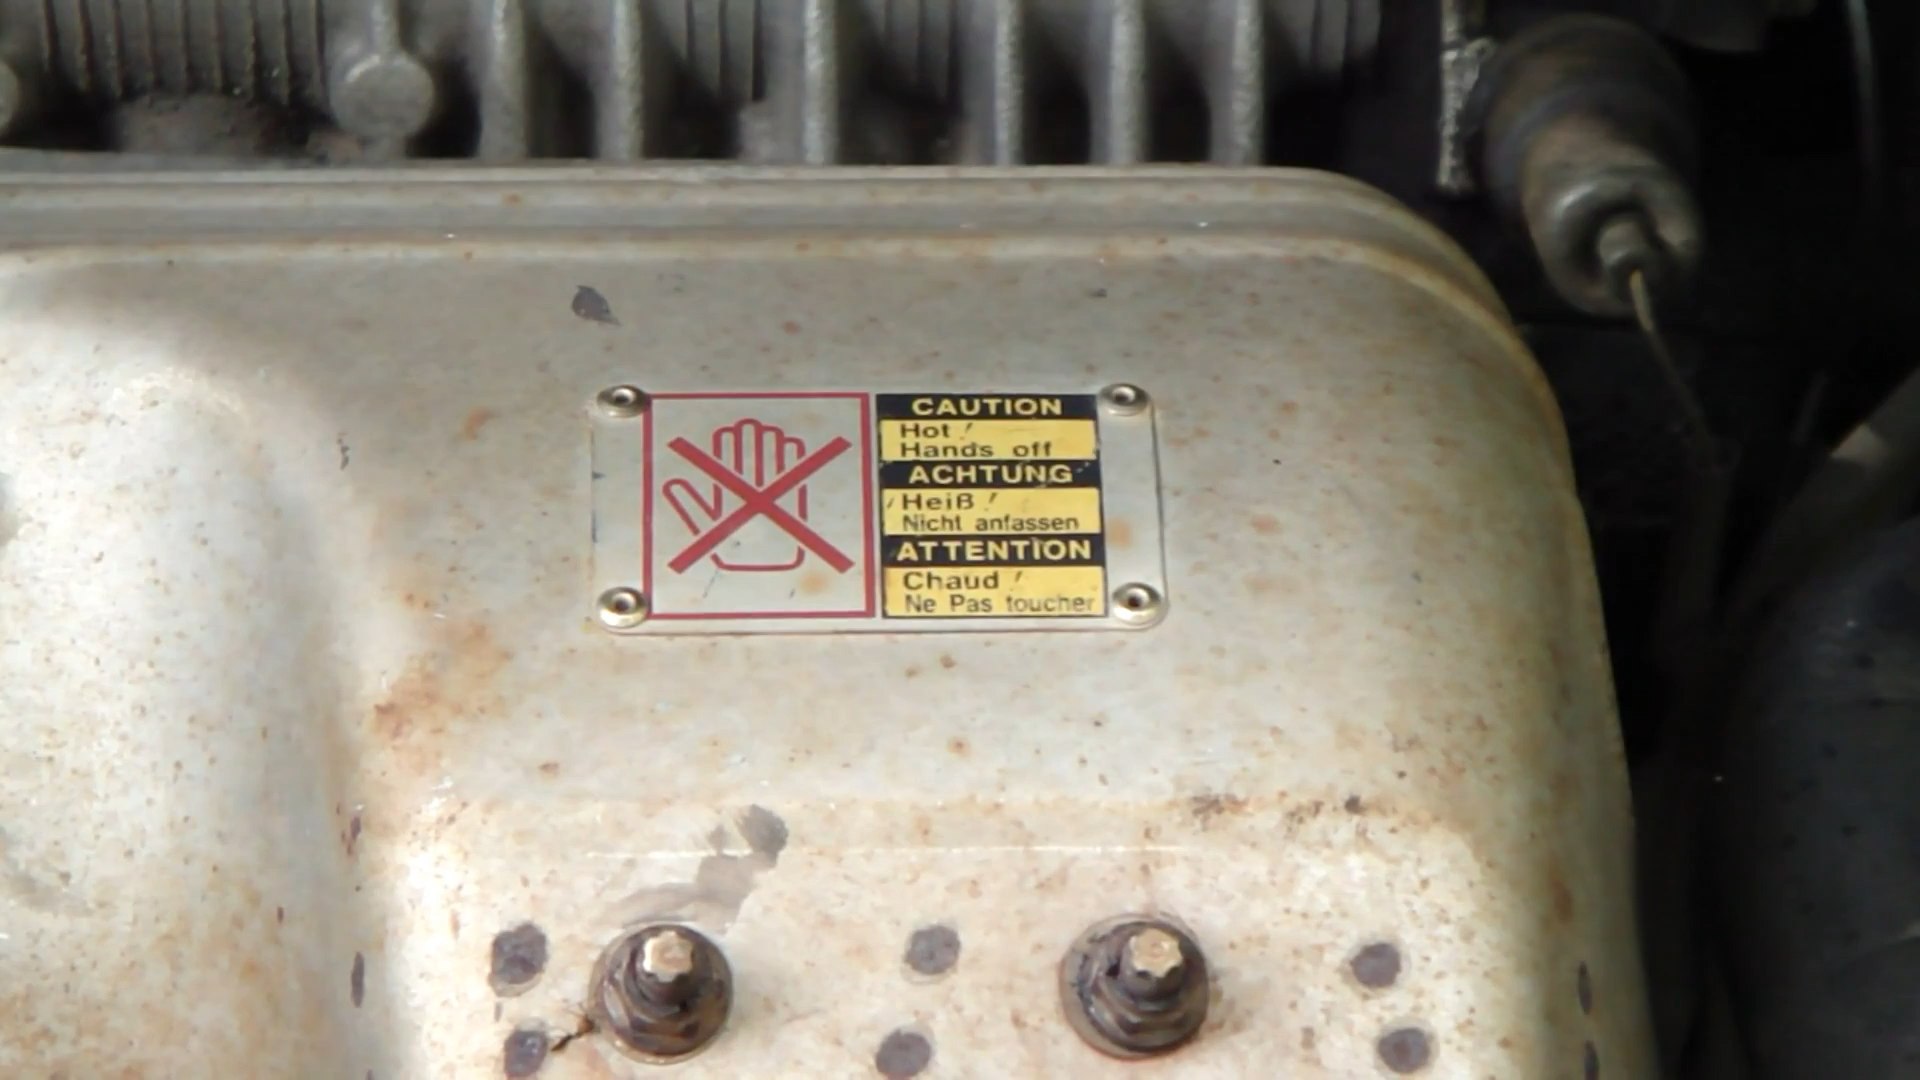 CAUTION
Hot!
Hands off
ACHTUNG
Heiß!
Nicht anfassen
ATTENTION
Chaud!
Ne Pas toucher